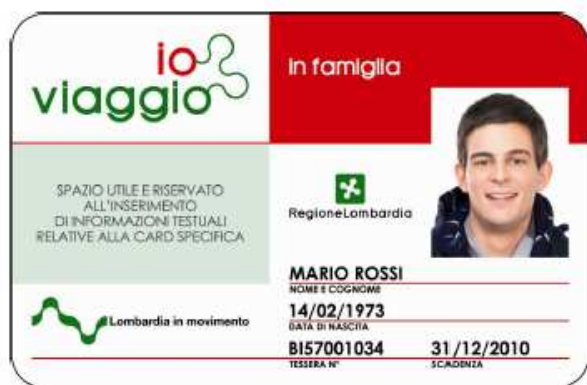 io
viaggio
In famiglia
SPAZIO UTILE E RISERVATO
ALL'INSERIMENTO
DI INFORMAZIONI TESTUALI
RELATIVE ALLA CARD SPECIFICA
RegioneLombardia
Lombardia in movimento
MARIO ROSSI
NOME E COGNOME
14/02/1973
DATA DI NASCITA
BI57001034 31/12/2010
TESSERA N° SCADENZA